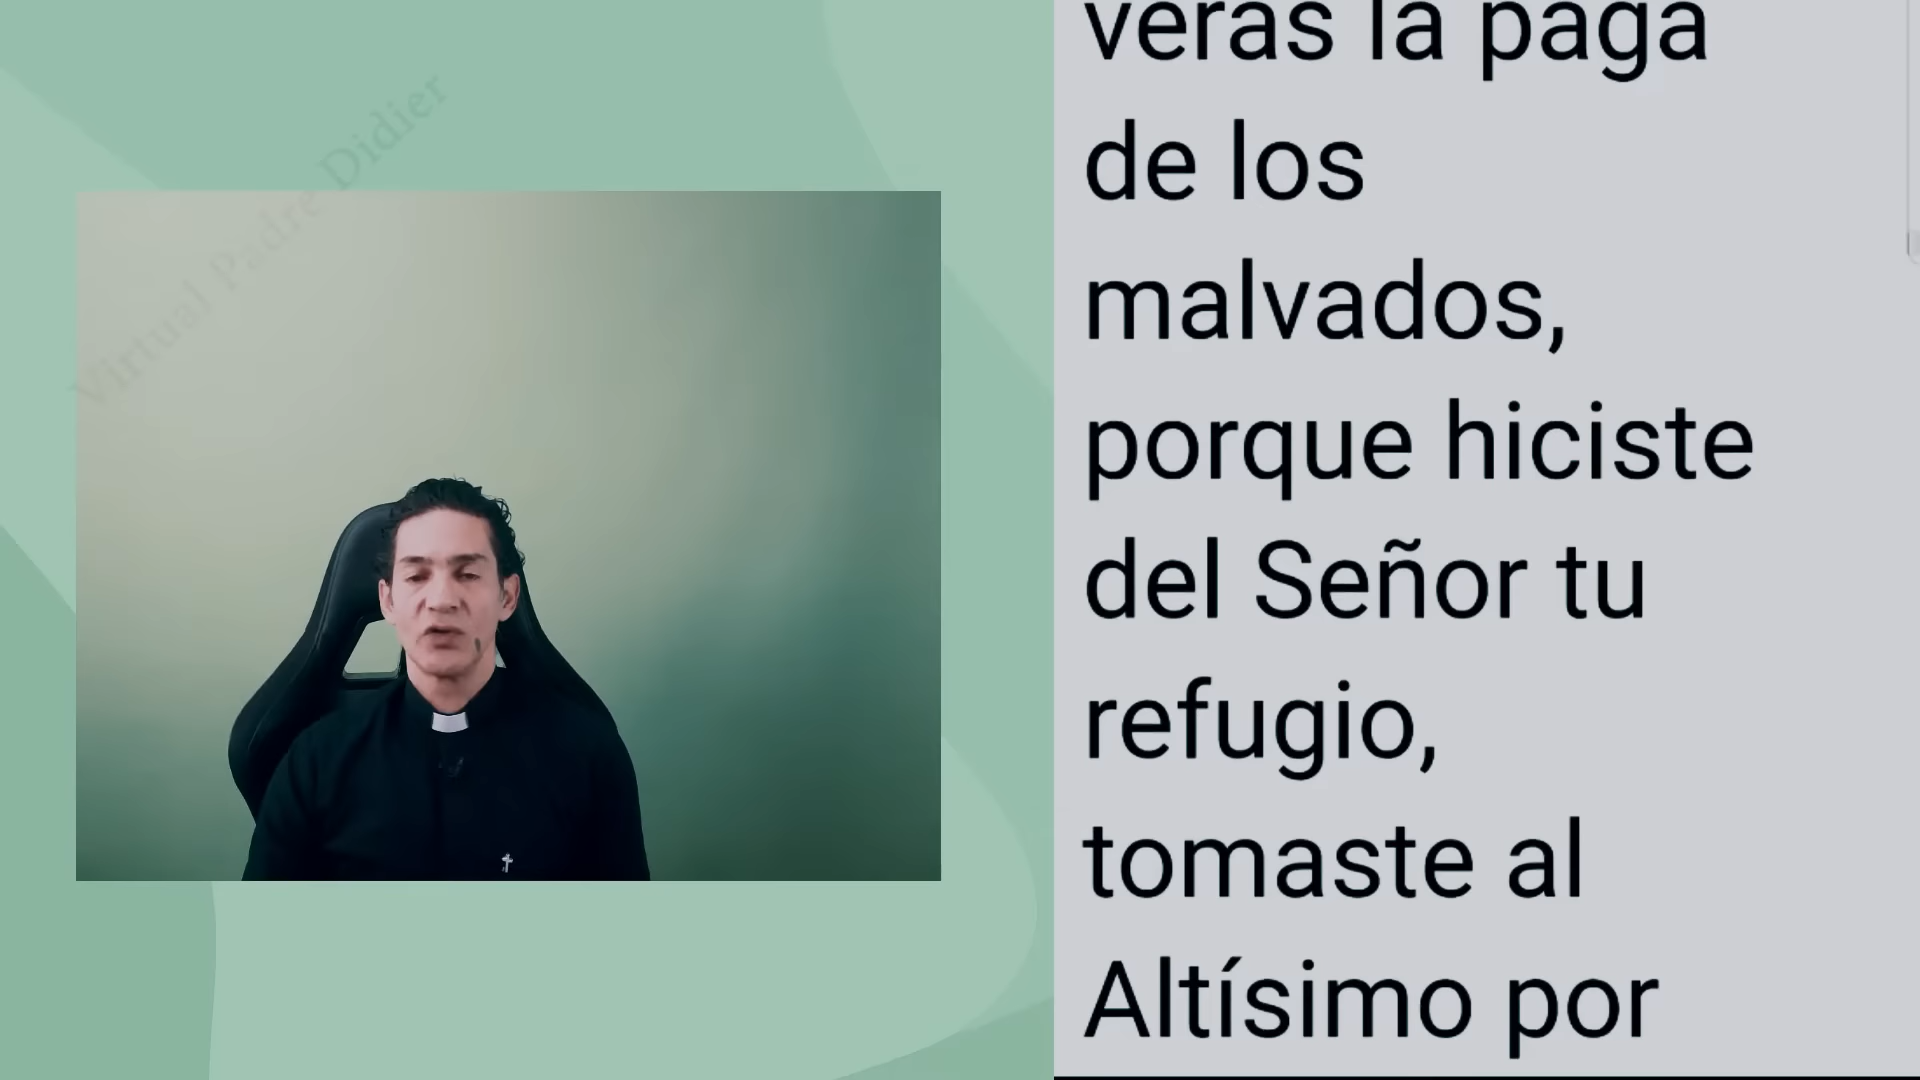 Virtual Padre Didier
verás la paga
de los
malvados,
porque hiciste
del Señor tu
refugio,
tomaste al
Altísimo por